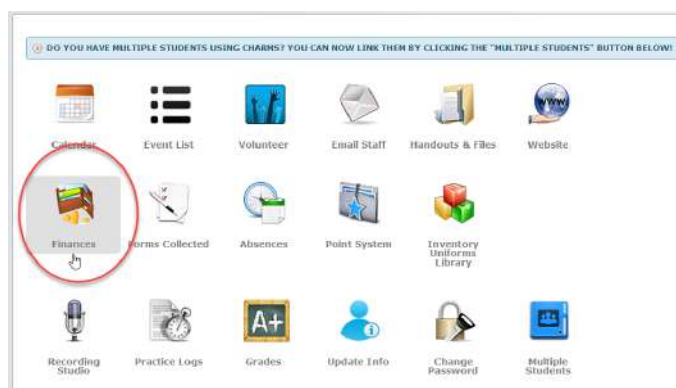 DO YOU HAVE MULTIPLE STUDENTS USING CHARMS? YOU CAN NOW LINK THEM BY CLICKING THE "MULTIPLE STUDENTS" BUTTON BELOW!
Calendar Event List Volunteer Email Staff Handouts & Files Website
WWW
Finances Forms Collected Absences Point System Inventory
Uniforms
Library
A+
Recording Practice Logs Grades Update Info Change Multiple
Studio Password Students